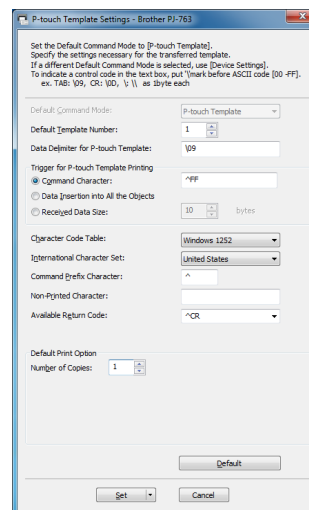 P-touch Template Settings - Brother PJ-763
Set the Default Command Mode to [P-touch Template].
Specify the settings necessary for the transferred template.
If a different Default Command Mode is selected, use [Device Settings].
To indicate a control code in the text box, put '\'mark before ASCII code [00 -FF].
ex. TAB: \09, CR: \0D, \: \\ as 1byte each
Default Command Mode: P-touch Template
Default Template Number: 1
Data Delimiter for P-touch Template: \09
Trigger for P-touch Template Printing
Command Character: ^FF
Data Insertion into All the Objects
Received Data Size: 10 bytes
Character Code Table: Windows 1252
International Character Set: United States
Command Prefix Character: ^
Non-Printed Character:
Available Return Code: ^CR
Default Print Option
Number of Copies: 1
Default
Set Cancel